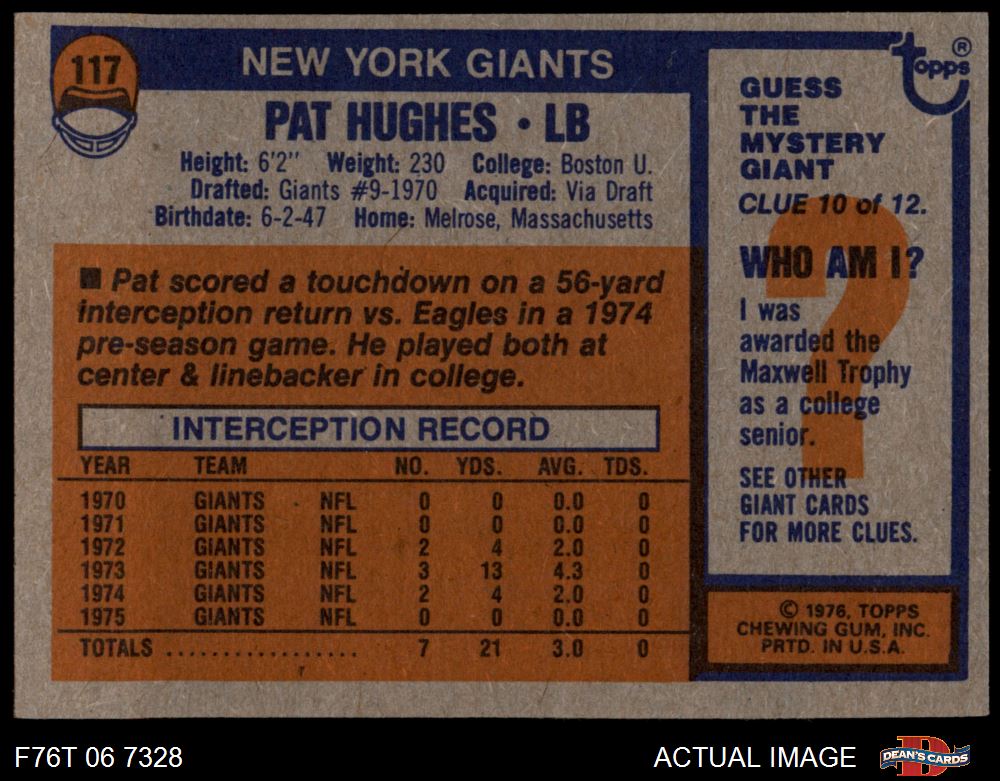 117
NEW YORK GIANTS
PAT HUGHES • LB
Height: 6'2" Weight: 230 College: Boston U.
Drafted: Giants #9-1970 Acquired: Via Draft
Birthdate: 6-2-47 Home: Melrose, Massachusetts
■ Pat scored a touchdown on a 56-yard
interception return vs. Eagles in a 1974
pre-season game. He played both at
center & linebacker in college.
INTERCEPTION RECORD
YEAR TEAM NO. YDS. AVG. TDS.
1970 GIANTS NFL 0 0 0.0 0
1971 GIANTS NFL 0 0 0.0 0
1972 GIANTS NFL 2 4 2.0 0
1973 GIANTS NFL 3 13 4.3 0
1974 GIANTS NFL 2 4 2.0 0
1975 GIANTS NFL 0 0 0.0 0
TOTALS ................. 7 21 3.0 0
topps®
GUESS
THE
MYSTERY
GIANT
CLUE 10 of 12.
?
WHO AM I?
I was
awarded the
Maxwell Trophy
as a college
senior.
SEE OTHER
GIANT CARDS
FOR MORE CLUES.
© 1976, TOPPS
CHEWING GUM, INC.
PRTD. IN U.S.A.
F76T 06 7328
ACTUAL IMAGE
D
DEAN'S CARDS